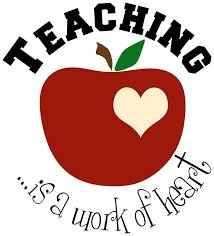 TEACHING
....is a work of heart